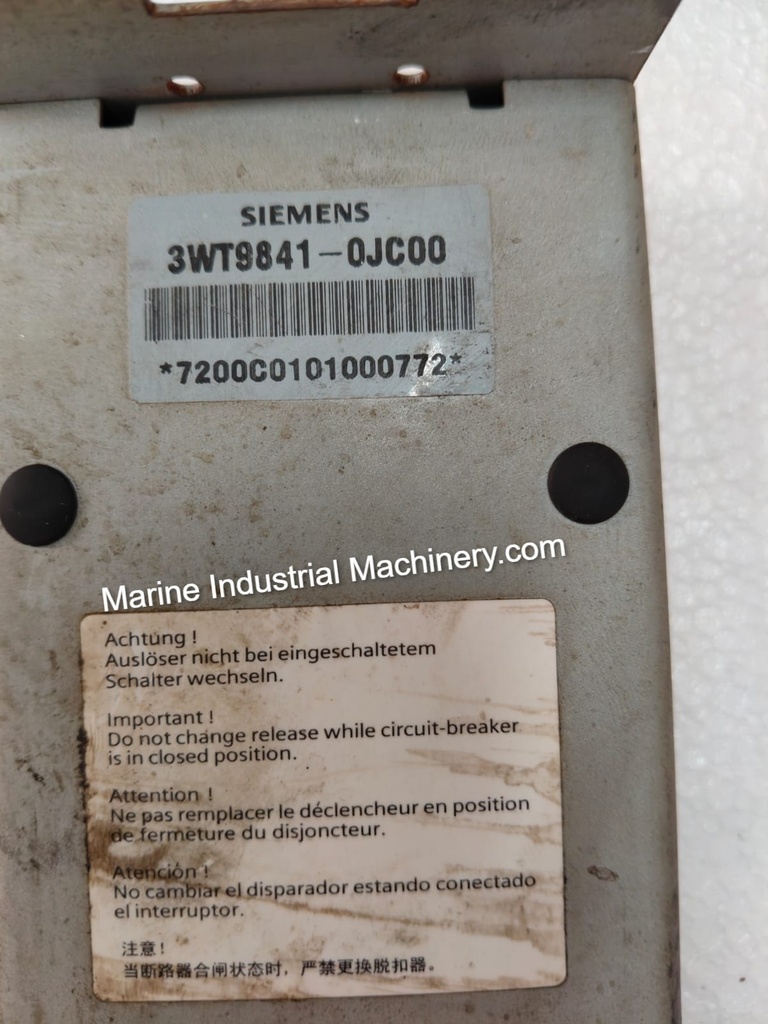 SIEMENS
3WT9841-0JC00
*7200C0101000772*
Marine Industrial Machinery.com
Achtung !
Auslöser nicht bei eingeschaltetem
Schalter wechseln.
Important !
Do not change release while circuit-breaker
is in closed position.
Attention !
Ne pas remplacer le déclencheur en position
de fermeture du disjoncteur.
Atención !
No cambiar el disparador estando conectado
el interruptor.
注意！
当断路器合闸状态时，严禁更换脱扣器。